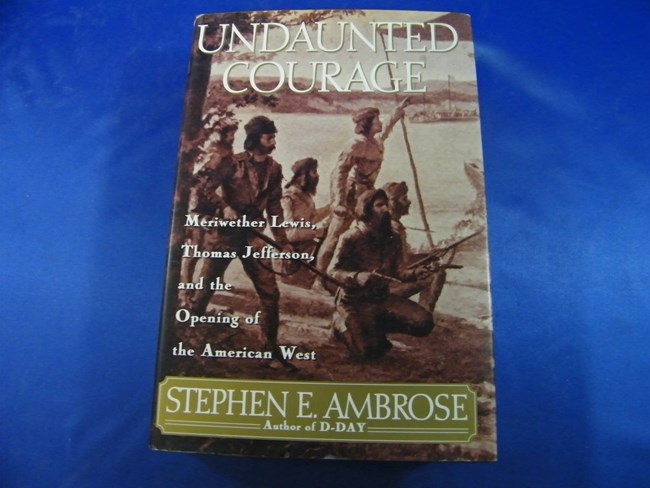 UNDAUNTED
COURAGE
Meriwether Lewis,
Thomas Jefferson,
and the
Opening of
the American West
STEPHEN E. AMBROSE
Author of D-DAY